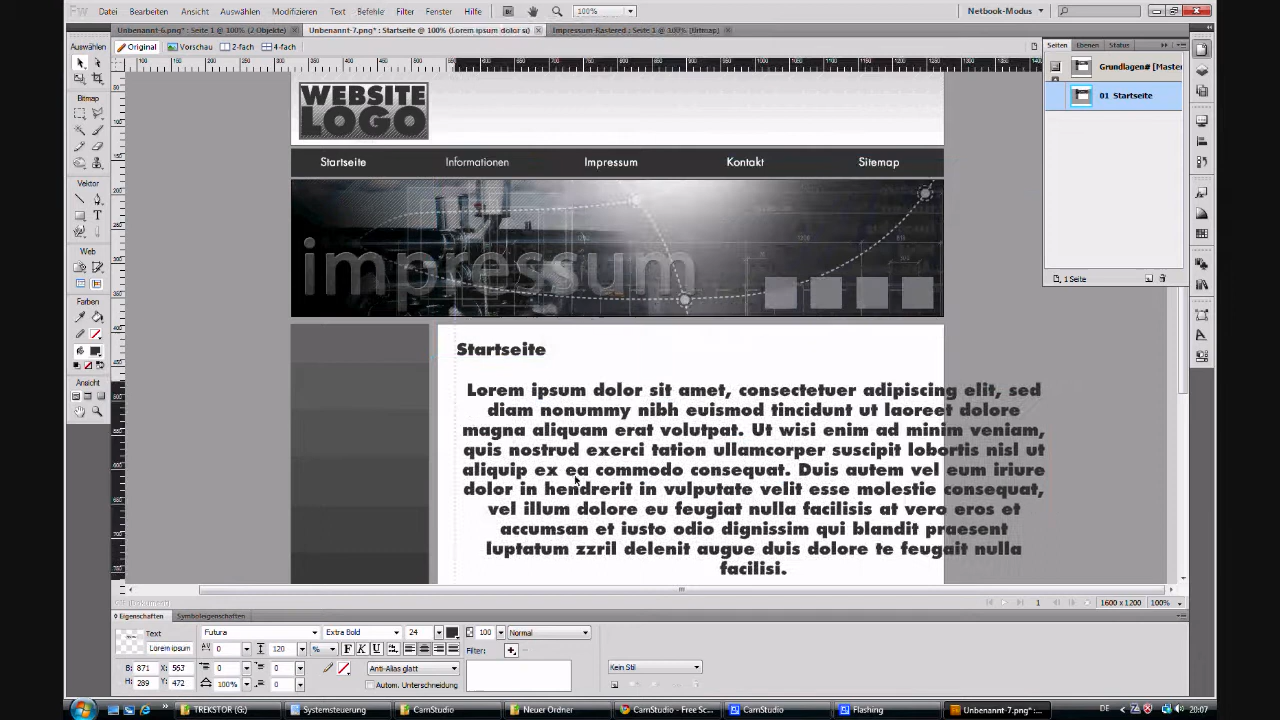 Fw Datei Bearbeiten Ansicht Auswählen Modifizieren Text Befehle Filter Fenster Hilfe Br 100% Netbook-Modus
Unbenannt-6.png* : Seite 1 @ 100% (2 Objekte) Unbenannt-7.png* : Startseite @ 100% (Lorem ipsum dolor si) Impressum-Rastered : Seite 1 @ 100% [Bitmap]
Auswählen Original Vorschau 2-fach 4-fach Seiten Ebenen Status
Grundlagen# [Master
01 Startseite
Bitmap
Vektor
Web
Farben
Ansicht
WEBSITE
LOGO
Startseite Informationen Impressum Kontakt Sitemap
impressum
1 Seite
Startseite
Lorem ipsum dolor sit amet, consectetuer adipiscing elit, sed
diam nonummy nibh euismod tincidunt ut laoreet dolore
magna aliquam erat volutpat. Ut wisi enim ad minim veniam,
quis nostrud exerci tation ullamcorper suscipit lobortis nisl ut
aliquip ex ea commodo consequat. Duis autem vel eum iriure
dolor in hendrerit in vulputate velit esse molestie consequat,
vel illum dolore eu feugiat nulla facilisis at vero eros et
accumsan et iusto odio dignissim qui blandit praesent
luptatum zzril delenit augue duis dolore te feugait nulla
facilisi.
1 1600 x 1200 100%
Eigenschaften Symboleigenschaften
Text Futura Extra Bold 24 100 Normal
Lorem ipsum 0 120 % F K U Filter:
B: 871 X: 553 0 0 Anti-Alias glatt Kein Stil
H: 289 Y: 472 100% 0 Autom. Unterschneidung
TREKSTOR (G:) Systemsteuerung CamStudio Neuer Ordner CamStudio - Free Sc... CamStudio Flashing Unbenannt-7.png* :... DE 20:07